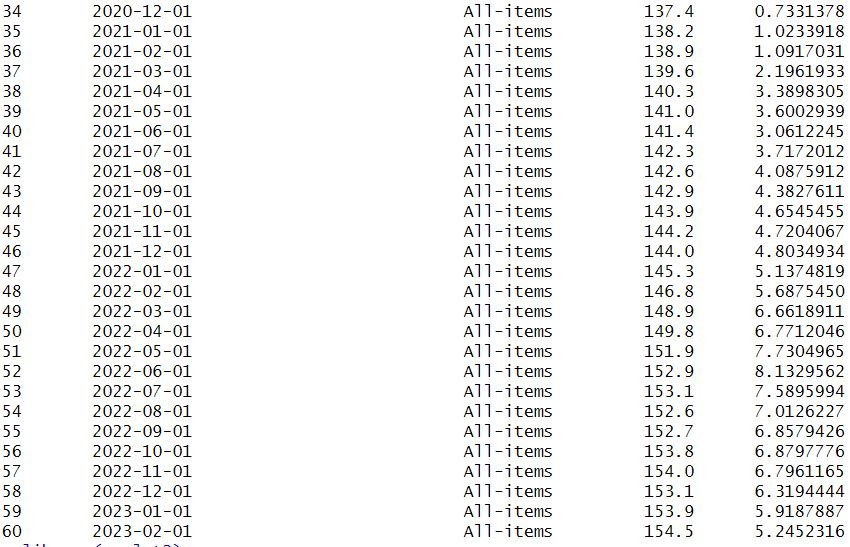 34 2020-12-01 All-items 137.4 0.7331378
35 2021-01-01 All-items 138.2 1.0233918
36 2021-02-01 All-items 138.9 1.0917031
37 2021-03-01 All-items 139.6 2.1961933
38 2021-04-01 All-items 140.3 3.3898305
39 2021-05-01 All-items 141.0 3.6002939
40 2021-06-01 All-items 141.4 3.0612245
41 2021-07-01 All-items 142.3 3.7172012
42 2021-08-01 All-items 142.6 4.0875912
43 2021-09-01 All-items 142.9 4.3827611
44 2021-10-01 All-items 143.9 4.6545455
45 2021-11-01 All-items 144.2 4.7204067
46 2021-12-01 All-items 144.0 4.8034934
47 2022-01-01 All-items 145.3 5.1374819
48 2022-02-01 All-items 146.8 5.6875450
49 2022-03-01 All-items 148.9 6.6618911
50 2022-04-01 All-items 149.8 6.7712046
51 2022-05-01 All-items 151.9 7.7304965
52 2022-06-01 All-items 152.9 8.1329562
53 2022-07-01 All-items 153.1 7.5895994
54 2022-08-01 All-items 152.6 7.0126227
55 2022-09-01 All-items 152.7 6.8579426
56 2022-10-01 All-items 153.8 6.8797776
57 2022-11-01 All-items 154.0 6.7961165
58 2022-12-01 All-items 153.1 6.3194444
59 2023-01-01 All-items 153.9 5.9187887
60 2023-02-01 All-items 154.5 5.2452316